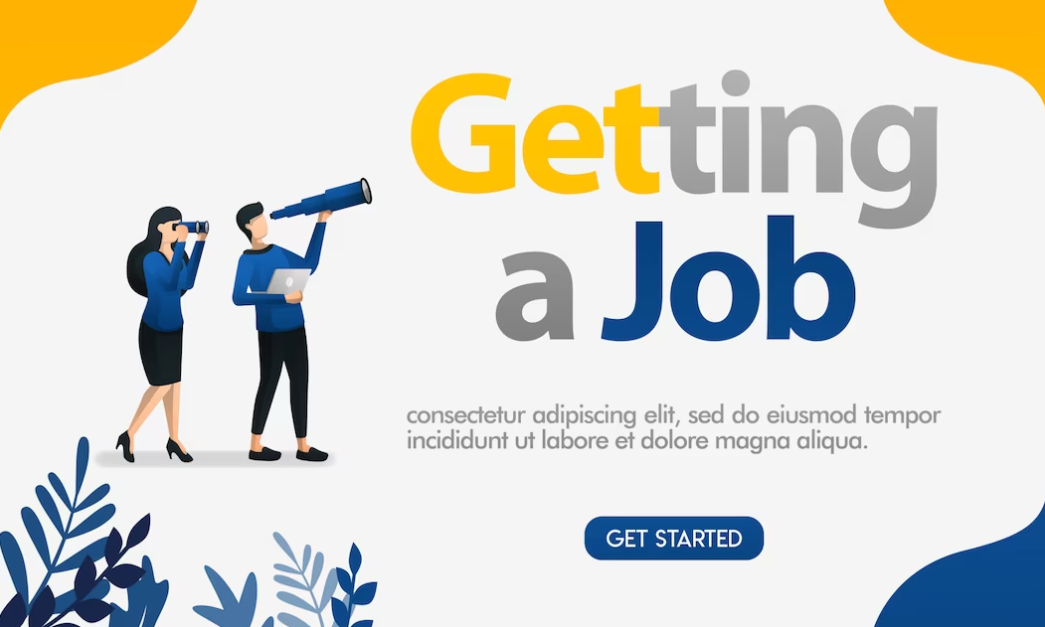 Getting
a Job
consectetur adipiscing elit, sed do eiusmod tempor
incididunt ut labore et dolore magna aliqua.
GET STARTED